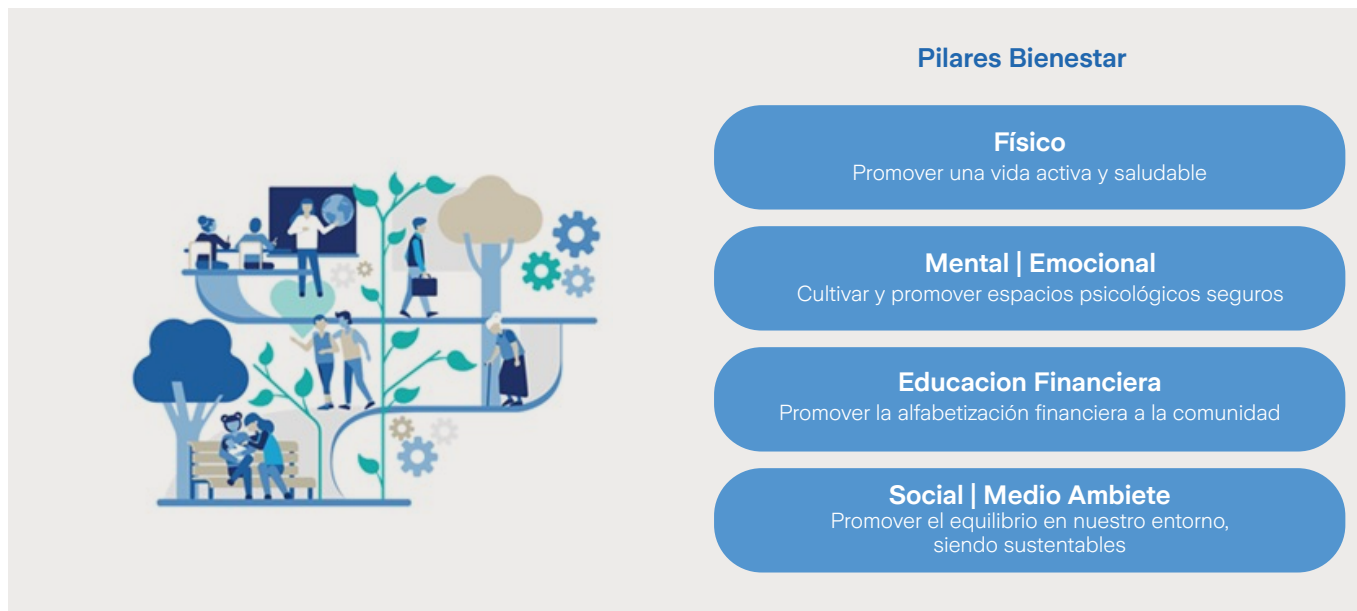 Pilares Bienestar
Físico
Promover una vida activa y saludable
Mental | Emocional
Cultivar y promover espacios psicológicos seguros
Educacion Financiera
Promover la alfabetización financiera a la comunidad
Social | Medio Ambiete
Promover el equilibrio en nuestro entorno,
siendo sustentables